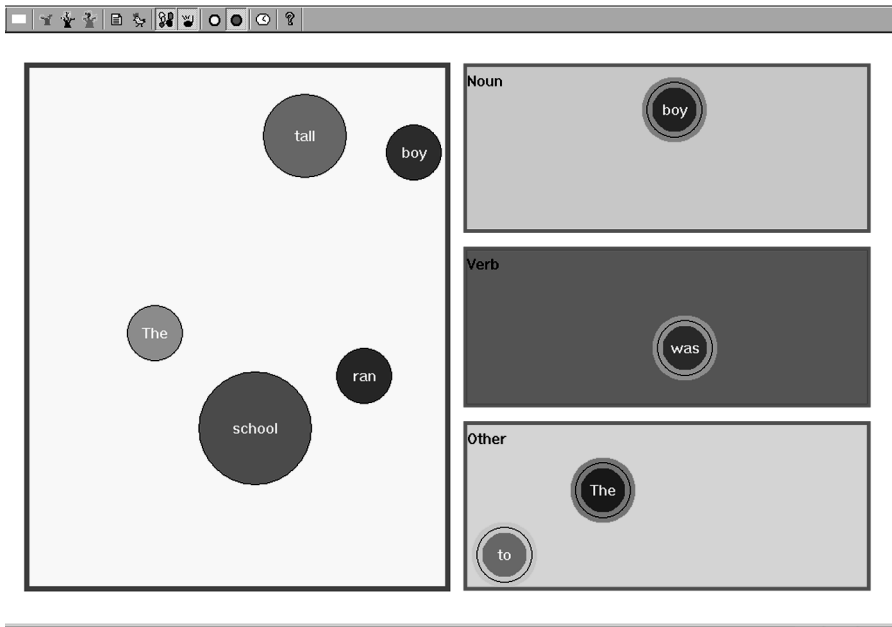 tall
boy
The
ran
school
Noun
boy
Verb
was
Other
The
to